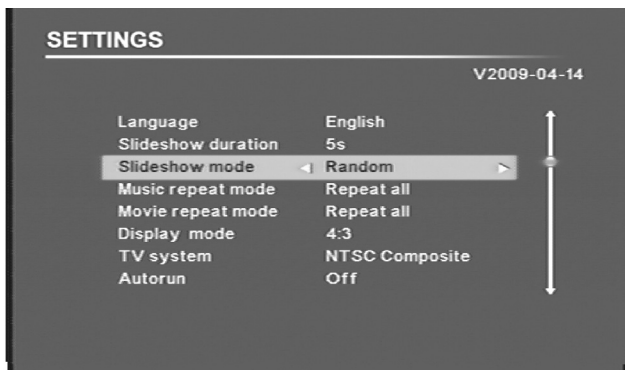 SETTINGS
V2009-04-14
Language English
Slideshow duration 5s
Slideshow mode Random
Music repeat mode Repeat all
Movie repeat mode Repeat all
Display mode 4:3
TV system NTSC Composite
Autorun Off